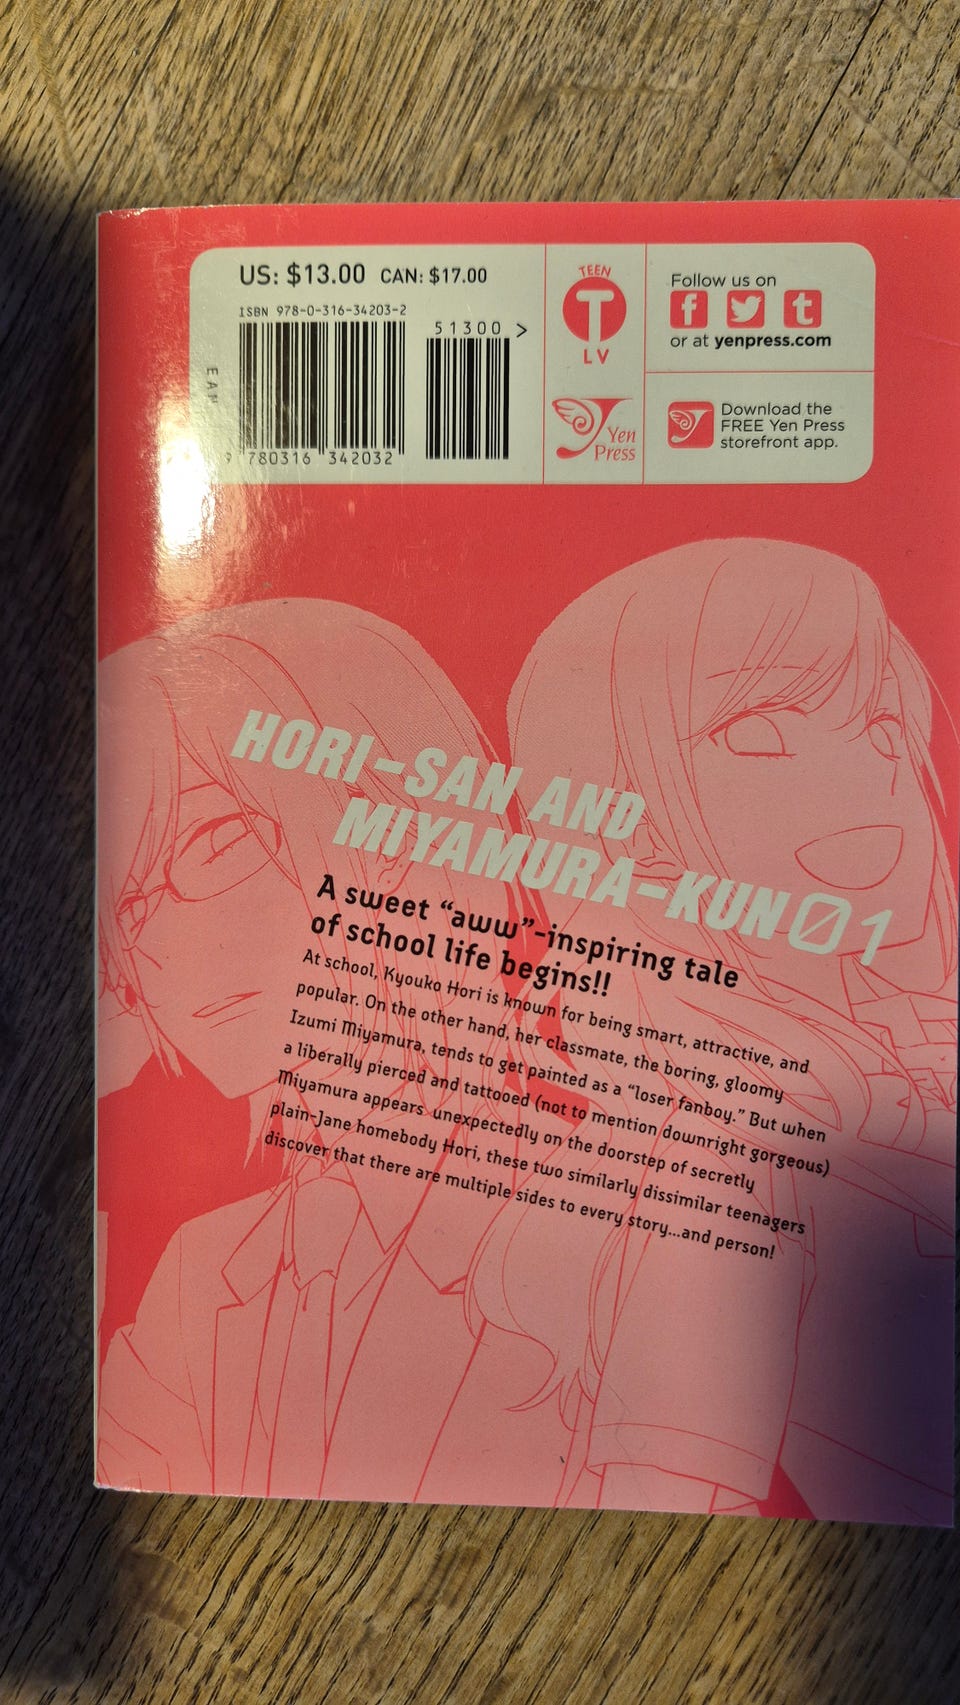 US: $13.00 CAN: $17.00
ISBN 978-0-316-34203-2
51300 >
EAN
9 780316 342032
TEEN
T
LV
Yen
Press
Follow us on
f t
or at yenpress.com
Download the
FREE Yen Press
storefront app.
HORI-SAN AND
MIYAMURA-KUN 01
A sweet “aww”-inspiring tale
of school life begins!!
At school, Kyouko Hori is known for being smart, attractive, and
popular. On the other hand, her classmate, the boring, gloomy
Izumi Miyamura, tends to get painted as a “loser fanboy.” But when
a liberally pierced and tattooed (not to mention downright gorgeous)
Miyamura appears unexpectedly on the doorstep of secretly
plain-Jane homebody Hori, these two similarly dissimilar teenagers
discover that there are multiple sides to every story...and person!